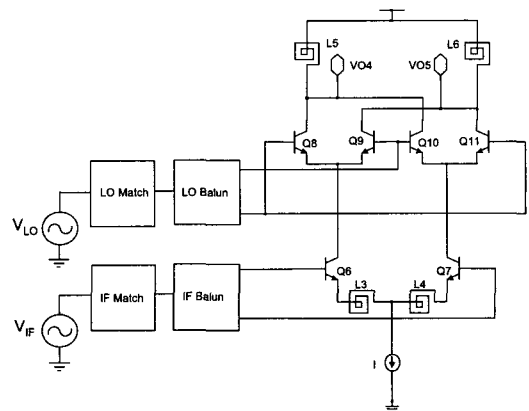 L5
L6
VO4
VO5
Q8
Q9
Q10
Q11
LO Match
LO Balun
V_LO
Q6
Q7
IF Match
IF Balun
L3
L4
V_IF
I